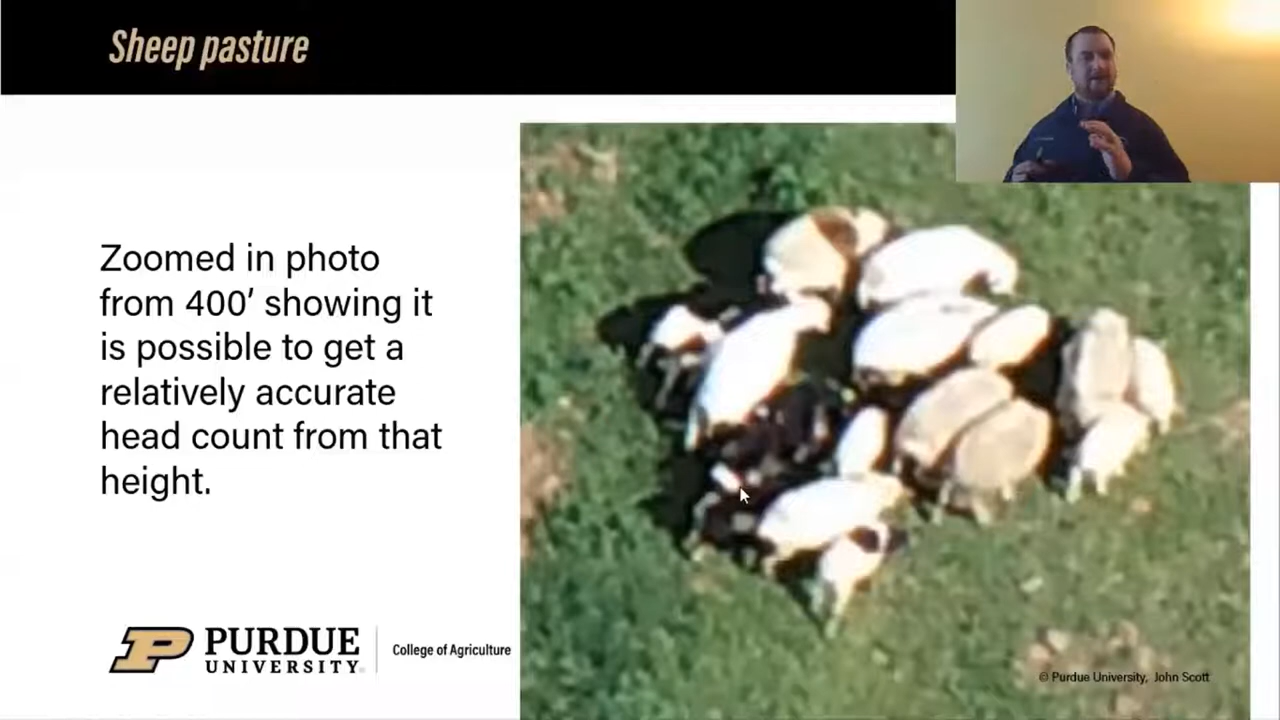 Sheep pasture
Zoomed in photo
from 400’ showing it
is possible to get a
relatively accurate
head count from that
height.
PURDUE
UNIVERSITY
College of Agriculture
© Purdue University, John Scott